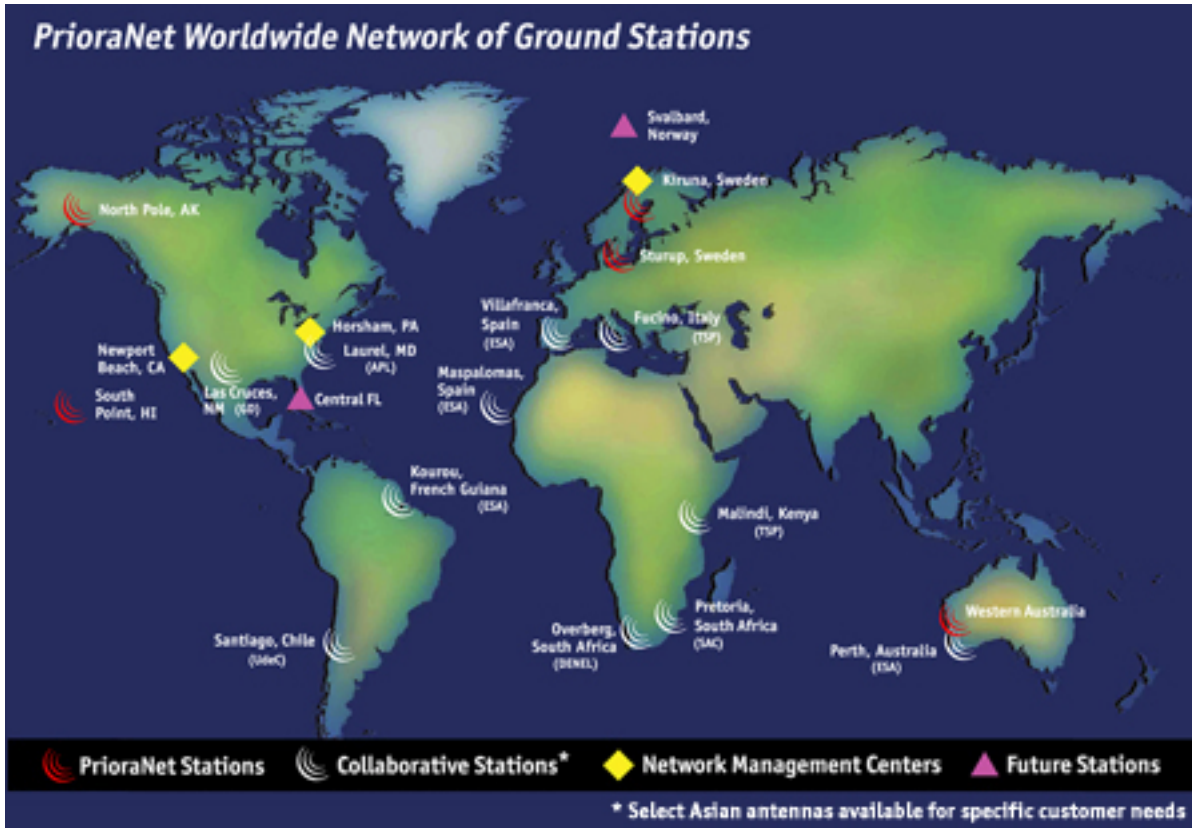 PrioraNet Worldwide Network of Ground Stations
Svalbard,
Norway
Kiruna, Sweden
North Pole, AK
Sturup, Sweden
Villafranca,
Spain
(ESA)
Fucino, Italy
(TSP)
Horsham, PA
Laurel, MD
(APL)
Newport
Beach, CA
Las Cruces,
NM
Central FL
South
Point, HI
Maspalomas,
Spain
(ESA)
Kourou,
French Guiana
(ESA)
Malindi, Kenya
(TSP)
Pretoria,
South Africa
(SAC)
Overberg,
South Africa
(DENEL)
Santiago, Chile
(UdeC)
Western Australia
Perth, Australia
(ESA)
PrioraNet Stations
Collaborative Stations*
Network Management Centers
Future Stations
* Select Asian antennas available for specific customer needs